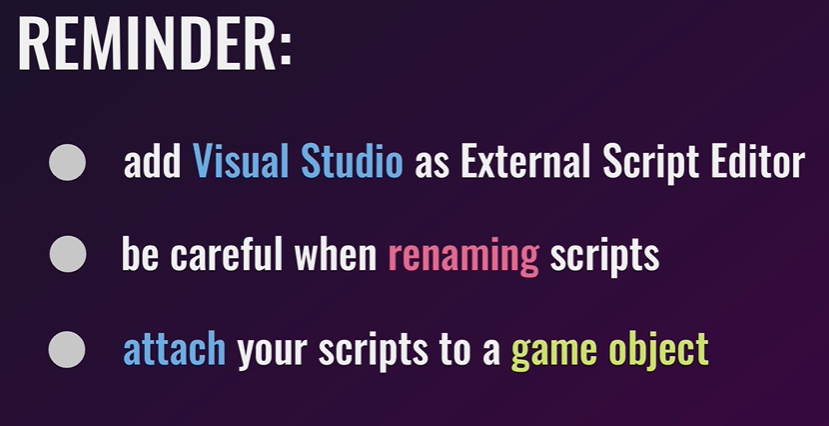 REMINDER:
add Visual Studio as External Script Editor
be careful when renaming scripts
attach your scripts to a game object